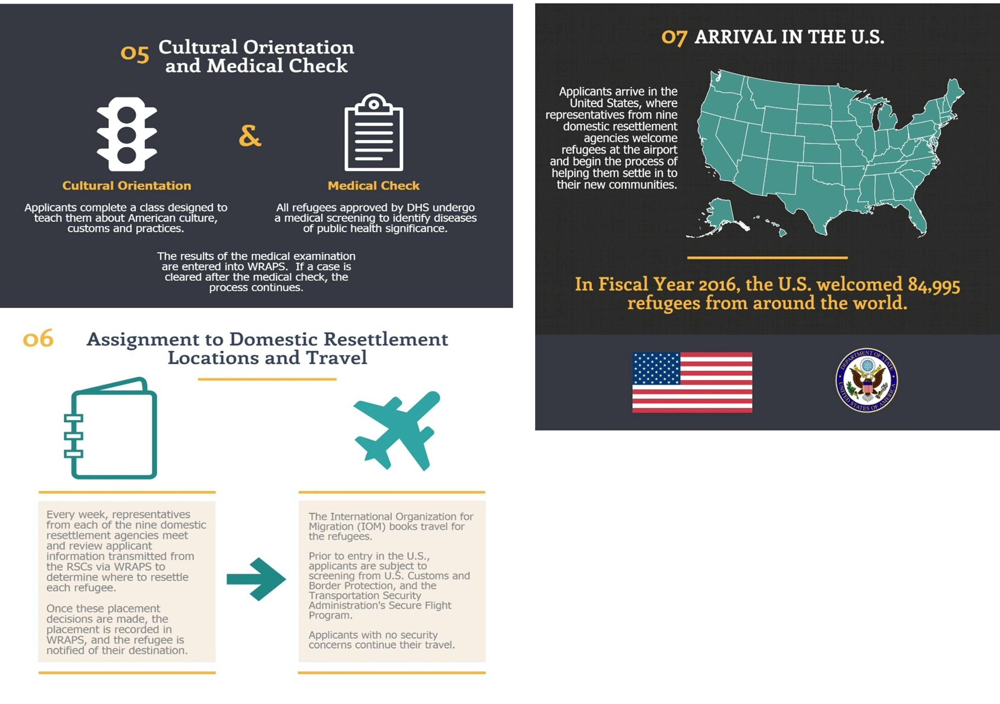 05 Cultural Orientation
and Medical Check
&
Cultural Orientation
Applicants complete a class designed to
teach them about American culture,
customs and practices.
Medical Check
All refugees approved by DHS undergo
a medical screening to identify diseases
of public health significance.
The results of the medical examination
are entered into WRAPS.  If a case is
cleared after the medical check, the
process continues.
06 Assignment to Domestic Resettlement
Locations and Travel
Every week, representatives
from each of the nine domestic
resettlement agencies meet
and review applicant
information transmitted from
the RSCs via WRAPS to
determine where to resettle
each refugee.
Once these placement
decisions are made, the
placement is recorded in
WRAPS, and the refugee is
notified of their destination.
The International Organization for
Migration (IOM) books travel for
the refugees.
Prior to entry in the U.S.,
applicants are subject to
screening from U.S. Customs and
Border Protection, and the
Transportation Security
Administration's Secure Flight
Program.
Applicants with no security
concerns continue their travel.
07 ARRIVAL IN THE U.S.
Applicants arrive in the
United States, where
representatives from nine
domestic resettlement
agencies welcome
refugees at the airport
and begin the process of
helping them settle in to
their new communities.
In Fiscal Year 2016, the U.S. welcomed 84,995
refugees from around the world.
DEPARTMENT OF STATE
UNITED STATES OF AMERICA